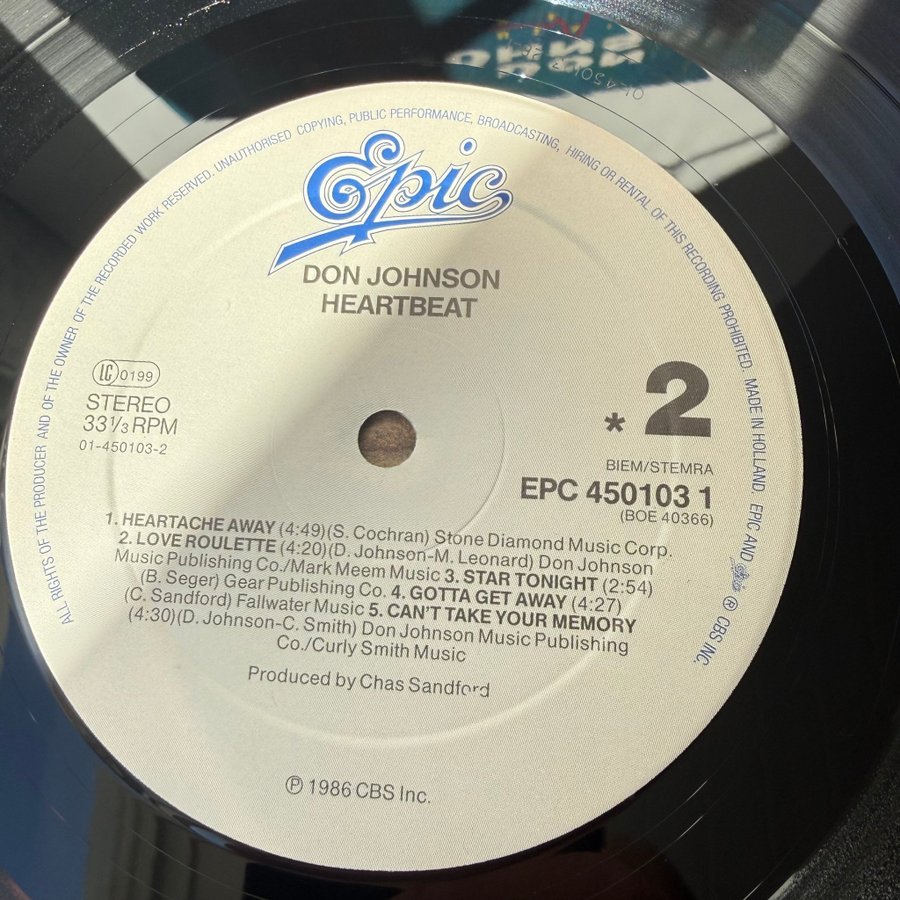 ALL RIGHTS OF THE PRODUCER AND OF THE OWNER OF THE RECORDED WORK RESERVED. UNAUTHORISED COPYING, PUBLIC PERFORMANCE, BROADCASTING, HIRING OR RENTAL OF THIS RECORDING PROHIBITED. MADE IN HOLLAND. EPIC AND Epic ® CBS INC.
Epic
DON JOHNSON
HEARTBEAT
LC 0199
STEREO
33 1/3 RPM
01-450103-2
* 2
BIEM/STEMRA
EPC 450103 1
(BOE 40366)
1. HEARTACHE AWAY (4:49)(S. Cochran) Stone Diamond Music Corp.
2. LOVE ROULETTE (4:20)(D. Johnson-M. Leonard) Don Johnson
Music Publishing Co./Mark Meem Music 3. STAR TONIGHT (2:54)
(B. Seger) Gear Publishing Co. 4. GOTTA GET AWAY (4:27)
(C. Sandford) Fallwater Music 5. CAN'T TAKE YOUR MEMORY
(4:30)(D. Johnson-C. Smith) Don Johnson Music Publishing
Co./Curly Smith Music
Produced by Chas Sandford
℗ 1986 CBS Inc.